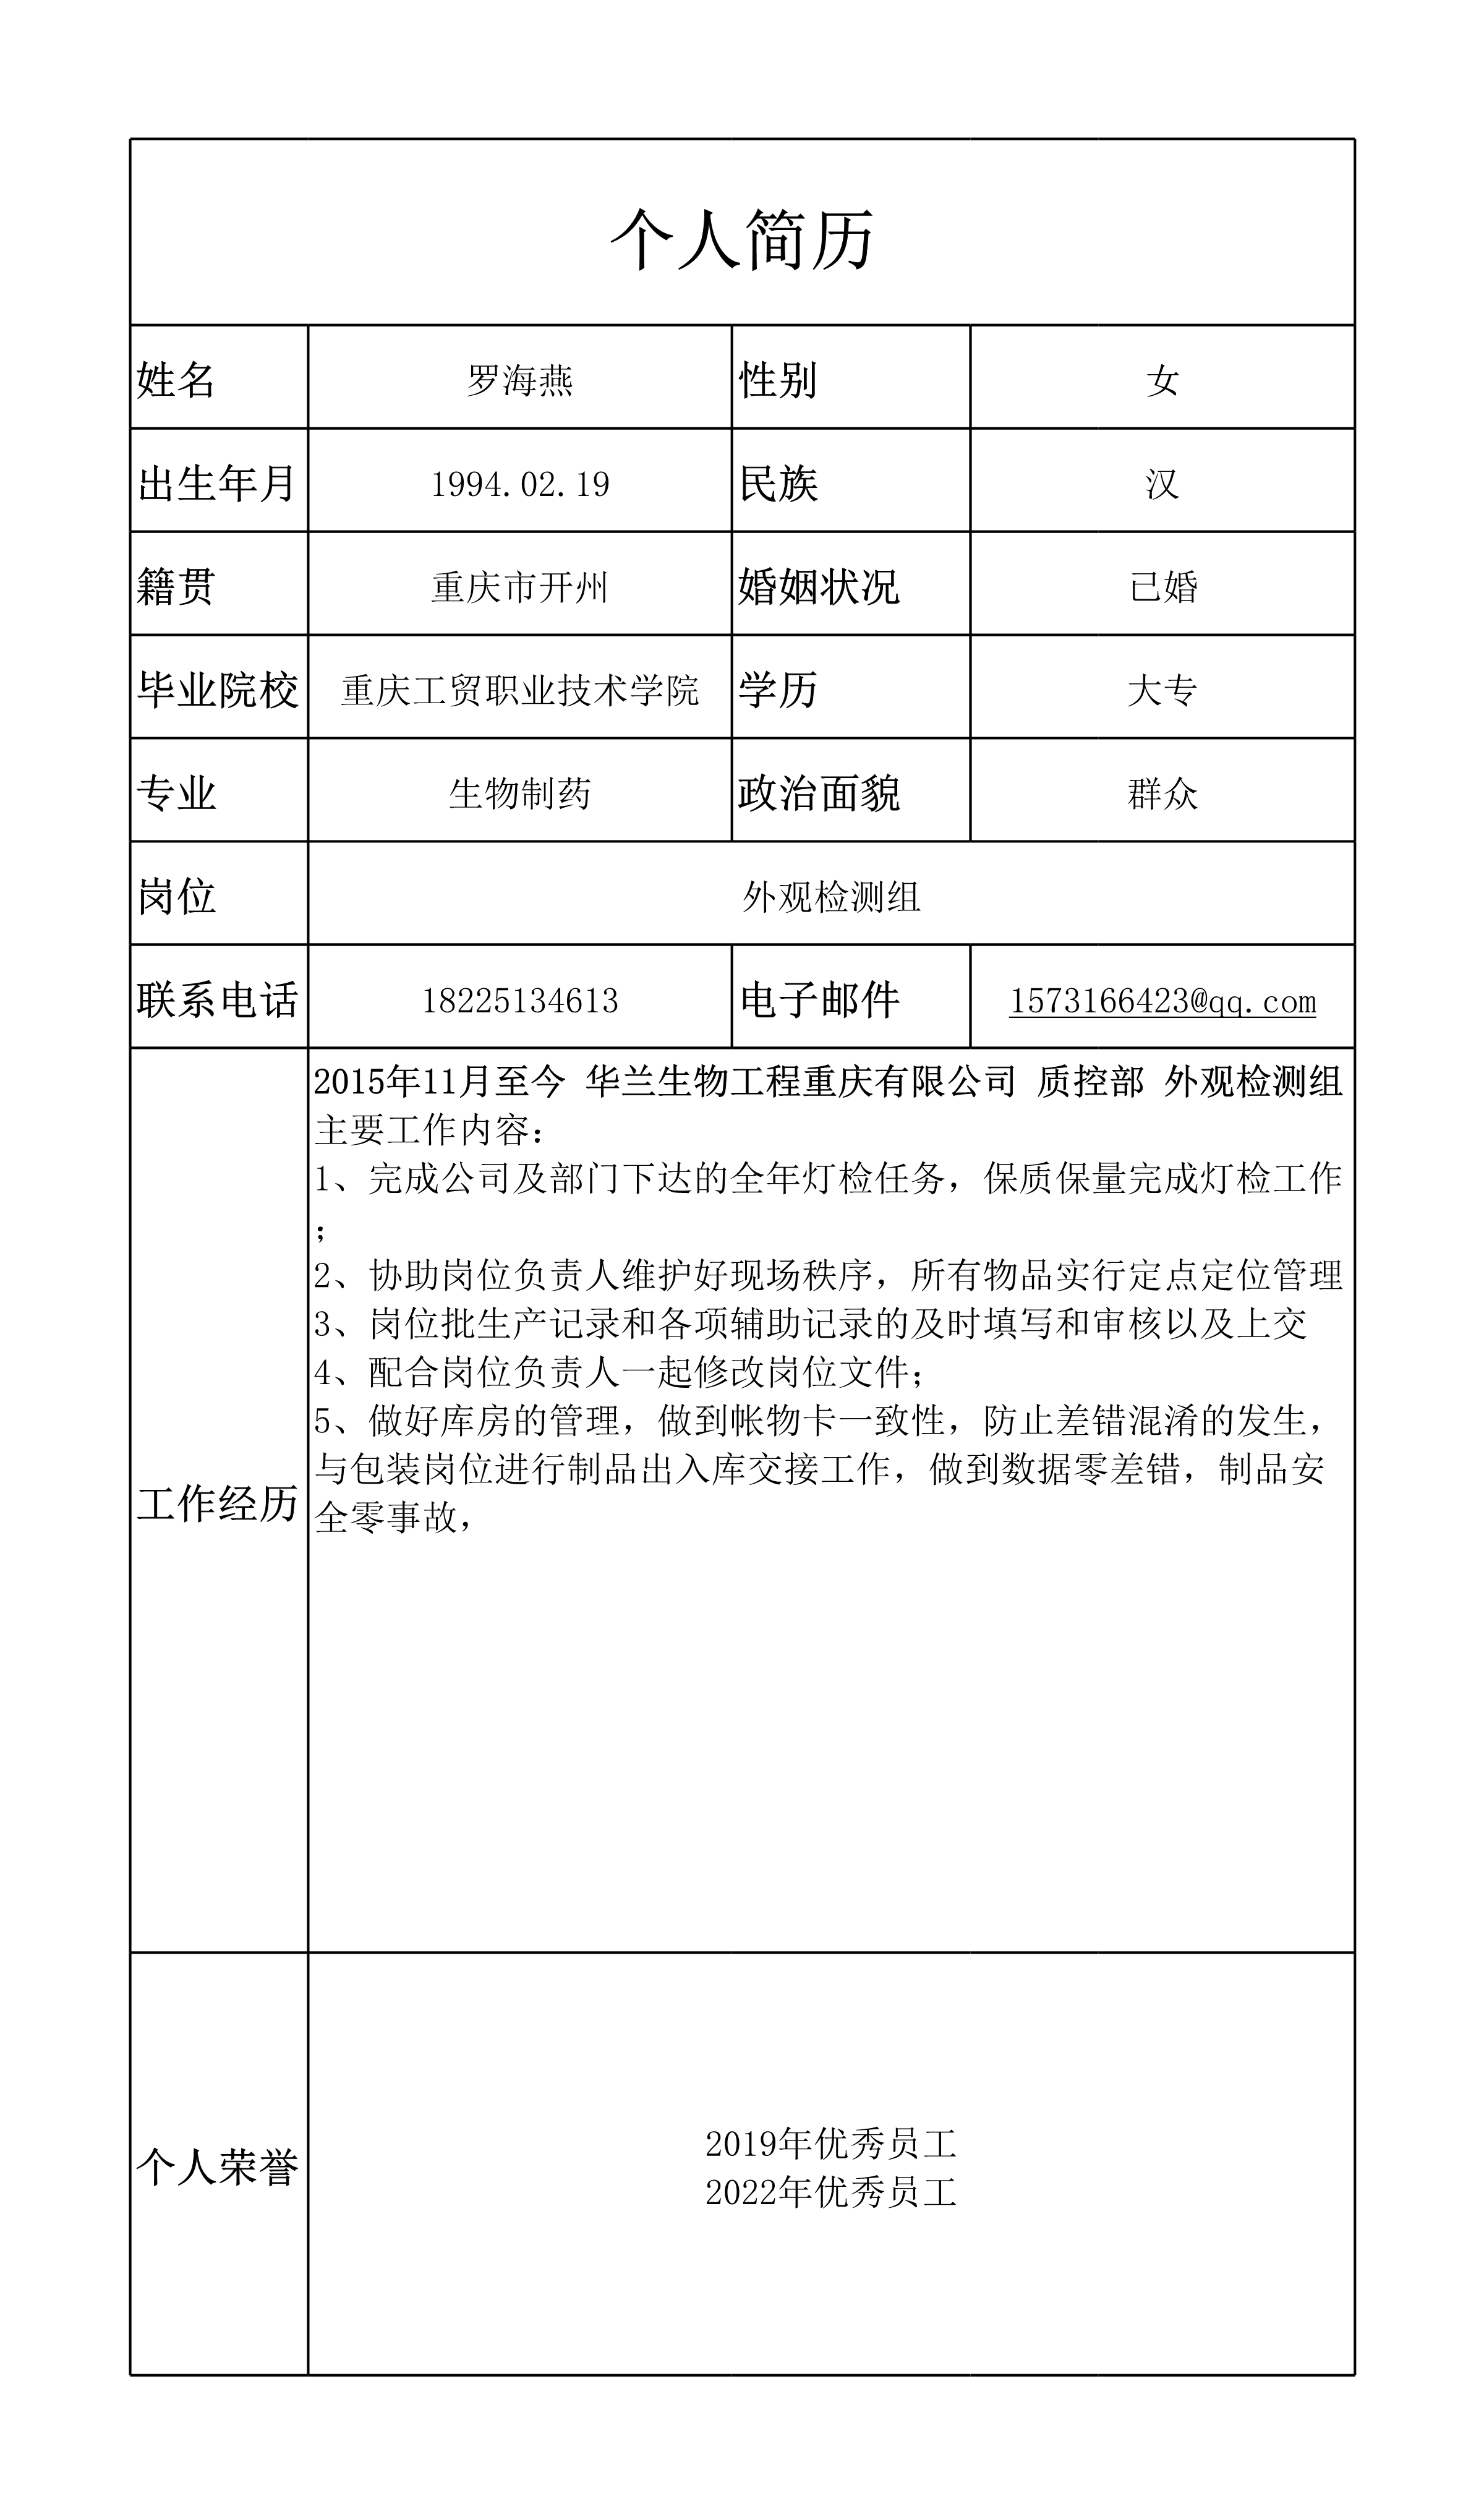 个人简历
姓名 罗海燕 性别 女
出生年月 1994.02.19 民族 汉
籍贯 重庆市开州 婚姻状况 已婚
毕业院校 重庆工贸职业技术学院 学历 大专
专业 生物制药 政治面貌 群众
岗位 外观检测组
联系电话 18225134613 电子邮件 1573166423@qq.com
工作经历
2015年11月至今 华兰生物工程重庆有限公司 质控部 外观检测组
主要工作内容：
1、完成公司及部门下达的全年灯检任务，保质保量完成灯检工作
；
2、协助岗位负责人维护好现场秩序，所有物品实行定点定位管理
3、岗位批生产记录和各项辅助记录的及时填写和审核以及上交
4、配合岗位负责人一起修改岗位文件；
5、做好库房的管理，做到帐物卡一致性，防止差错混淆的发生，
与包装岗位进行制品出入库交接工作，做到数据零差错，制品安
全零事故，
个人荣誉
2019年优秀员工
2022年优秀员工